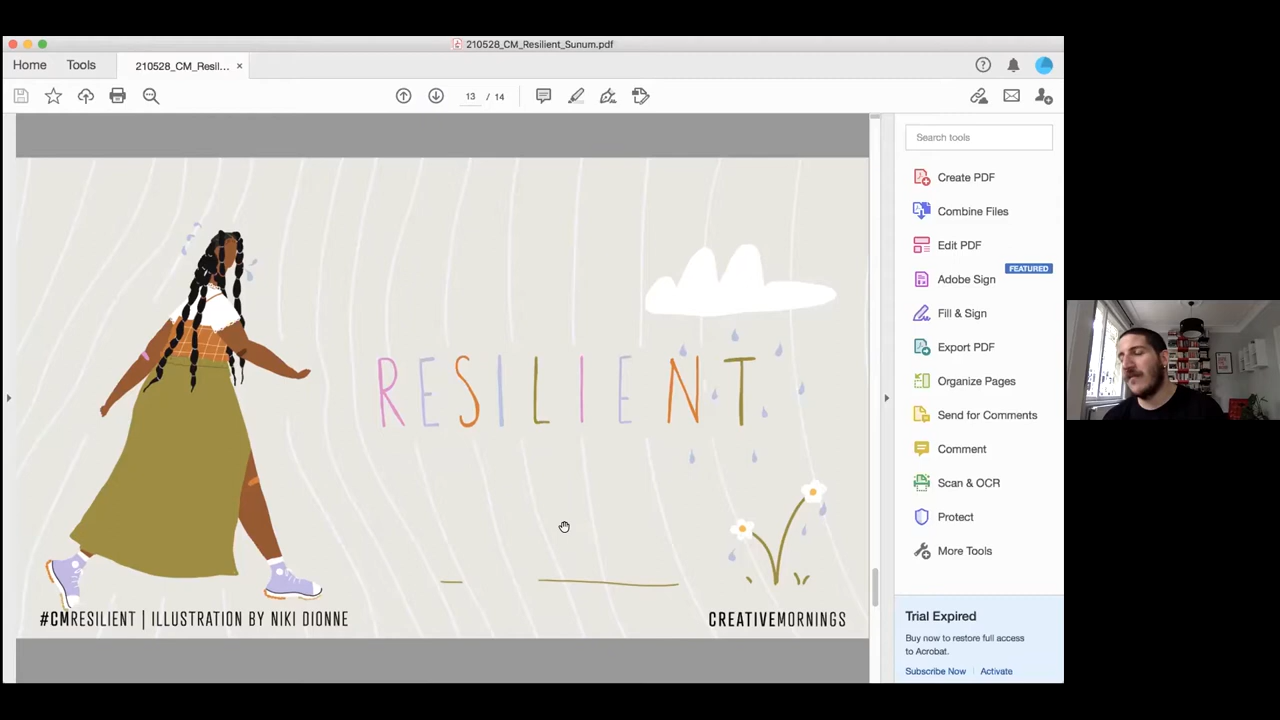 210528_CM_Resilient_Sunum.pdf
Home Tools 210528_CM_Resil... ×
13 / 14
Search tools
Create PDF
Combine Files
Edit PDF
FEATURED
Adobe Sign
Fill & Sign
Export PDF
Organize Pages
Send for Comments
Comment
Scan & OCR
Protect
More Tools
Trial Expired
Buy now to restore full access
to Acrobat.
Subscribe Now | Activate
RESILIENT
#CMRESILIENT | ILLUSTRATION BY NIKI DIONNE
CREATIVEMORNINGS